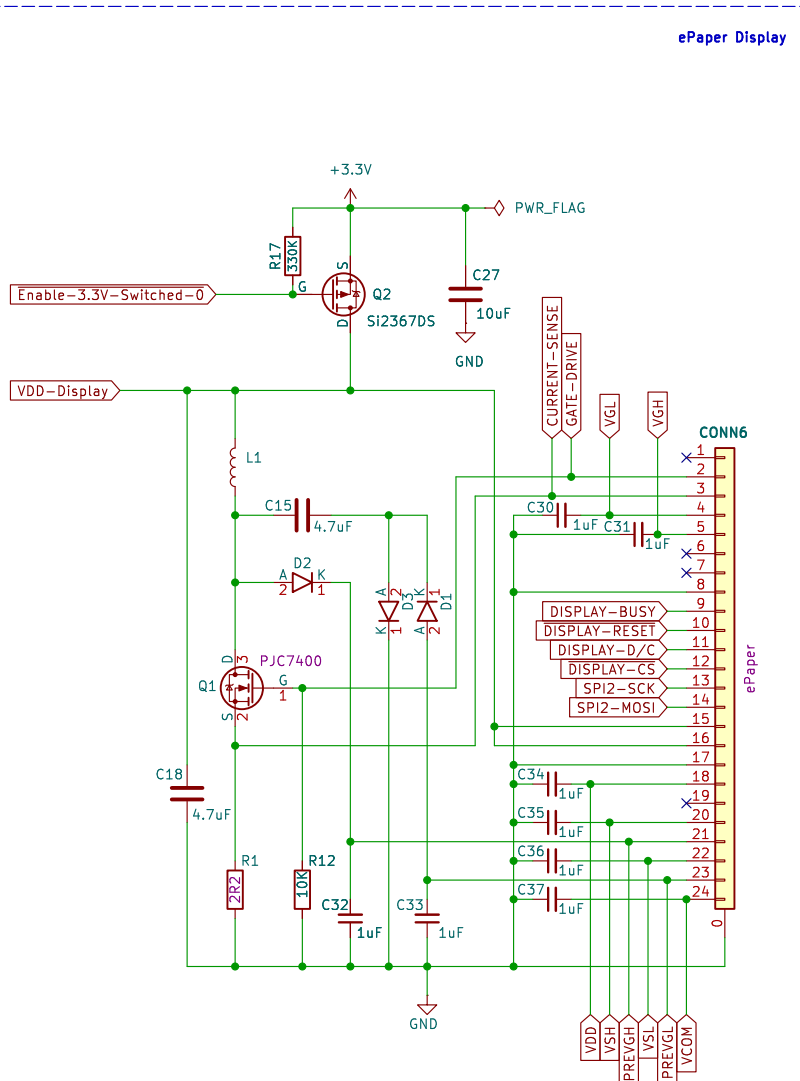 ePaper Display
+3.3V
PWR_FLAG
R17
330K
S
G
D
Q2
Si2367DS
Enable-3.3V-Switched-0
C27
10uF
GND
VDD-Display
CURRENT-SENSE
GATE-DRIVE
VGL
VGH
CONN6
L1
C15
4.7uF
C30
1uF
C31
1uF
D2
A
2
K
1
A
2
D3
K
1
K
1
D1
A
2
D
3
PJC7400
Q1
G
1
S
2
1
2
3
4
5
6
7
8
9
10
11
12
13
14
15
16
17
18
19
20
21
22
23
24
0
DISPLAY-BUSY
DISPLAY-RESET
DISPLAY-D/C
DISPLAY-CS
SPI2-SCK
SPI2-MOSI
ePaper
C18
4.7uF
C34
1uF
C35
1uF
C36
1uF
C37
1uF
R1
2R2
R12
10K
C32
1uF
C33
1uF
GND
VDD
VSH
PREVGH
VSL
PREVGL
VCOM